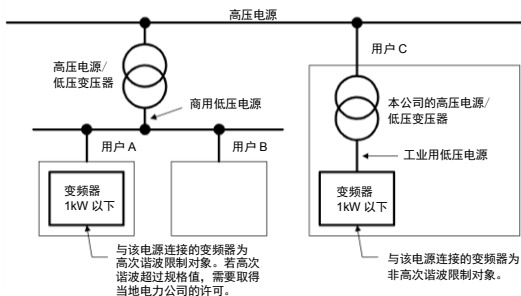 高压电源
用户 C
高压电源/
低压变压器
商用低压电源
用户 A
用户 B
变频器
1kW 以下
与该电源连接的变频器为
高次谐波限制对象。若高次
谐波超过规格值，需要取得
当地电力公司的许可。
本公司的高压电源/
低压变压器
工业用低压电源
变频器
1kW 以下
与该电源连接的变频器为
非高次谐波限制对象。